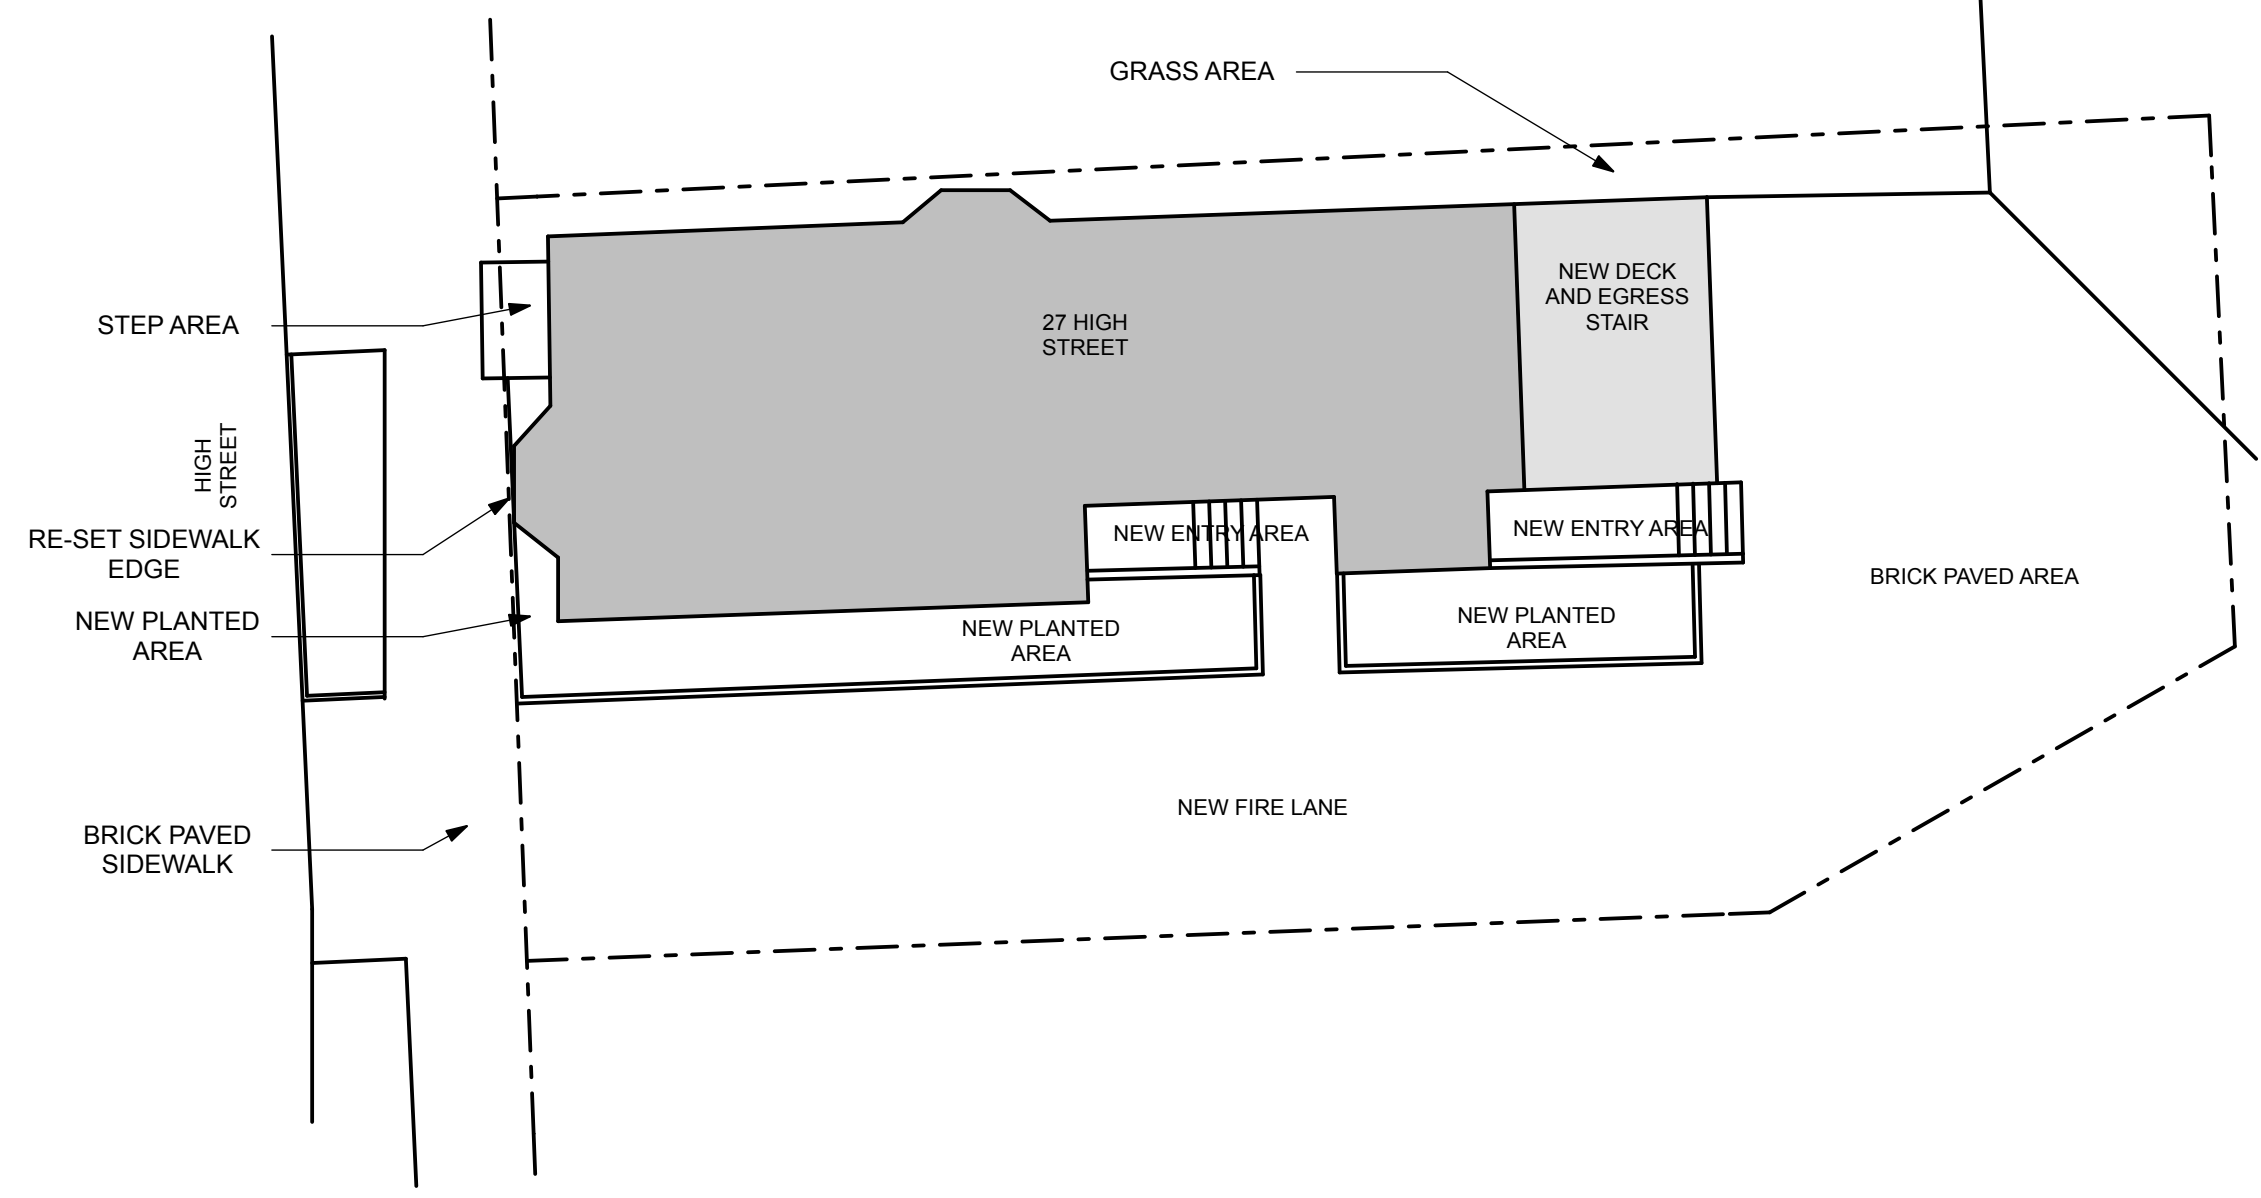 GRASS AREA
STEP AREA
27 HIGH
STREET
NEW DECK
AND EGRESS
STAIR
HIGH
STREET
RE-SET SIDEWALK
EDGE
NEW ENTRY AREA
NEW ENTRY AREA
BRICK PAVED AREA
NEW PLANTED
AREA
NEW PLANTED
AREA
NEW PLANTED
AREA
NEW FIRE LANE
BRICK PAVED
SIDEWALK